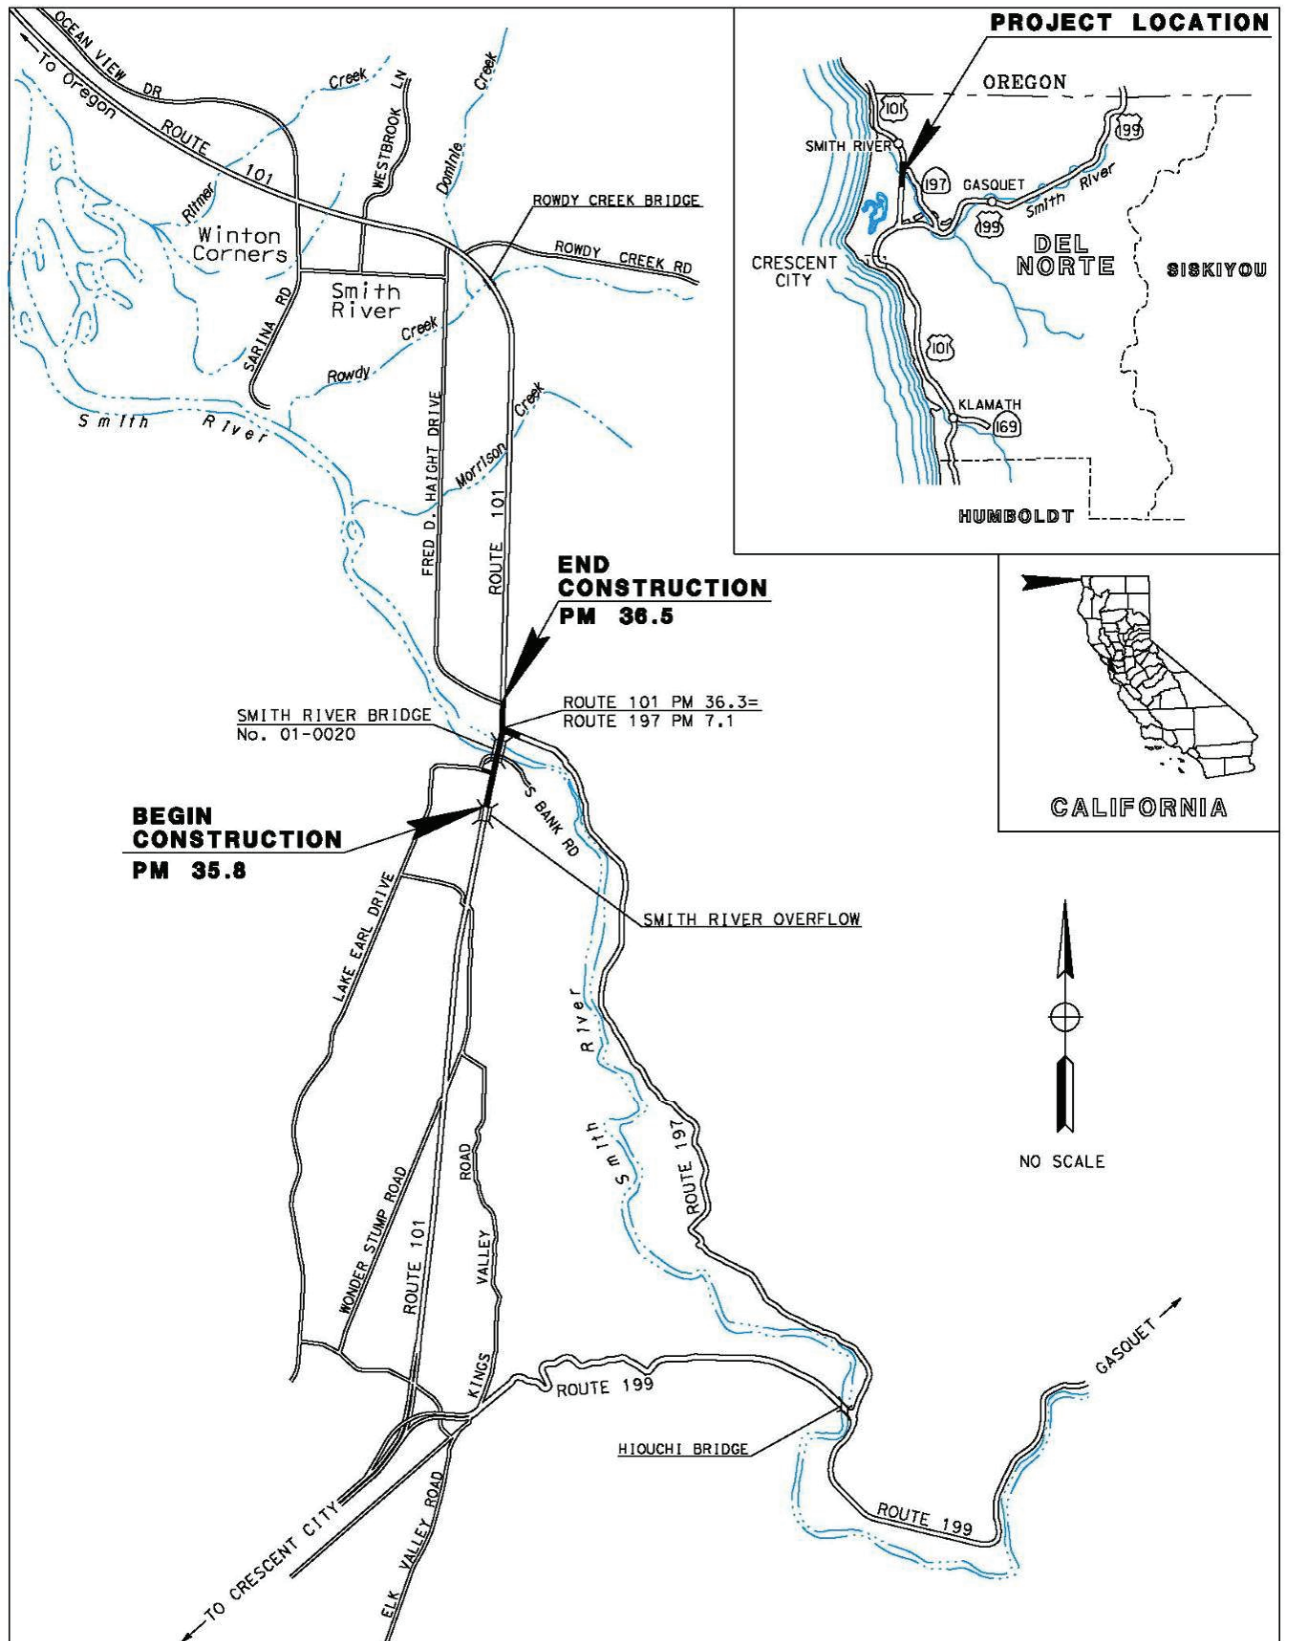 PROJECT LOCATION
OREGON
101
199
SMITH RIVER
197
GASQUET
Smith River
199
DEL
NORTE
CRESCENT
CITY
SISKIYOU
101
KLAMATH
169
HUMBOLDT
CALIFORNIA
OCEAN VIEW DR
To Oregon
ROUTE 101
Ritmer Creek
WESTBROOK LN
Dominie Creek
ROWDY CREEK BRIDGE
ROWDY CREEK RD
Winton
Corners
Smith
River
SARINA RD
Rowdy Creek
Smith River
Morrison Creek
FRED D. HAIGHT DRIVE
ROUTE 101
END
CONSTRUCTION
PM 36.5
SMITH RIVER BRIDGE
No. 01-0020
ROUTE 101 PM 36.3=
ROUTE 197 PM 7.1
S BANK RD
BEGIN
CONSTRUCTION
PM 35.8
SMITH RIVER OVERFLOW
LAKE EARL DRIVE
Smith River
ROUTE 197
NO SCALE
WONDER STUMP ROAD
ROUTE 101
KINGS VALLEY ROAD
ROUTE 199
HIOUCHI BRIDGE
GASQUET
ROUTE 199
TO CRESCENT CITY
ELK VALLEY ROAD